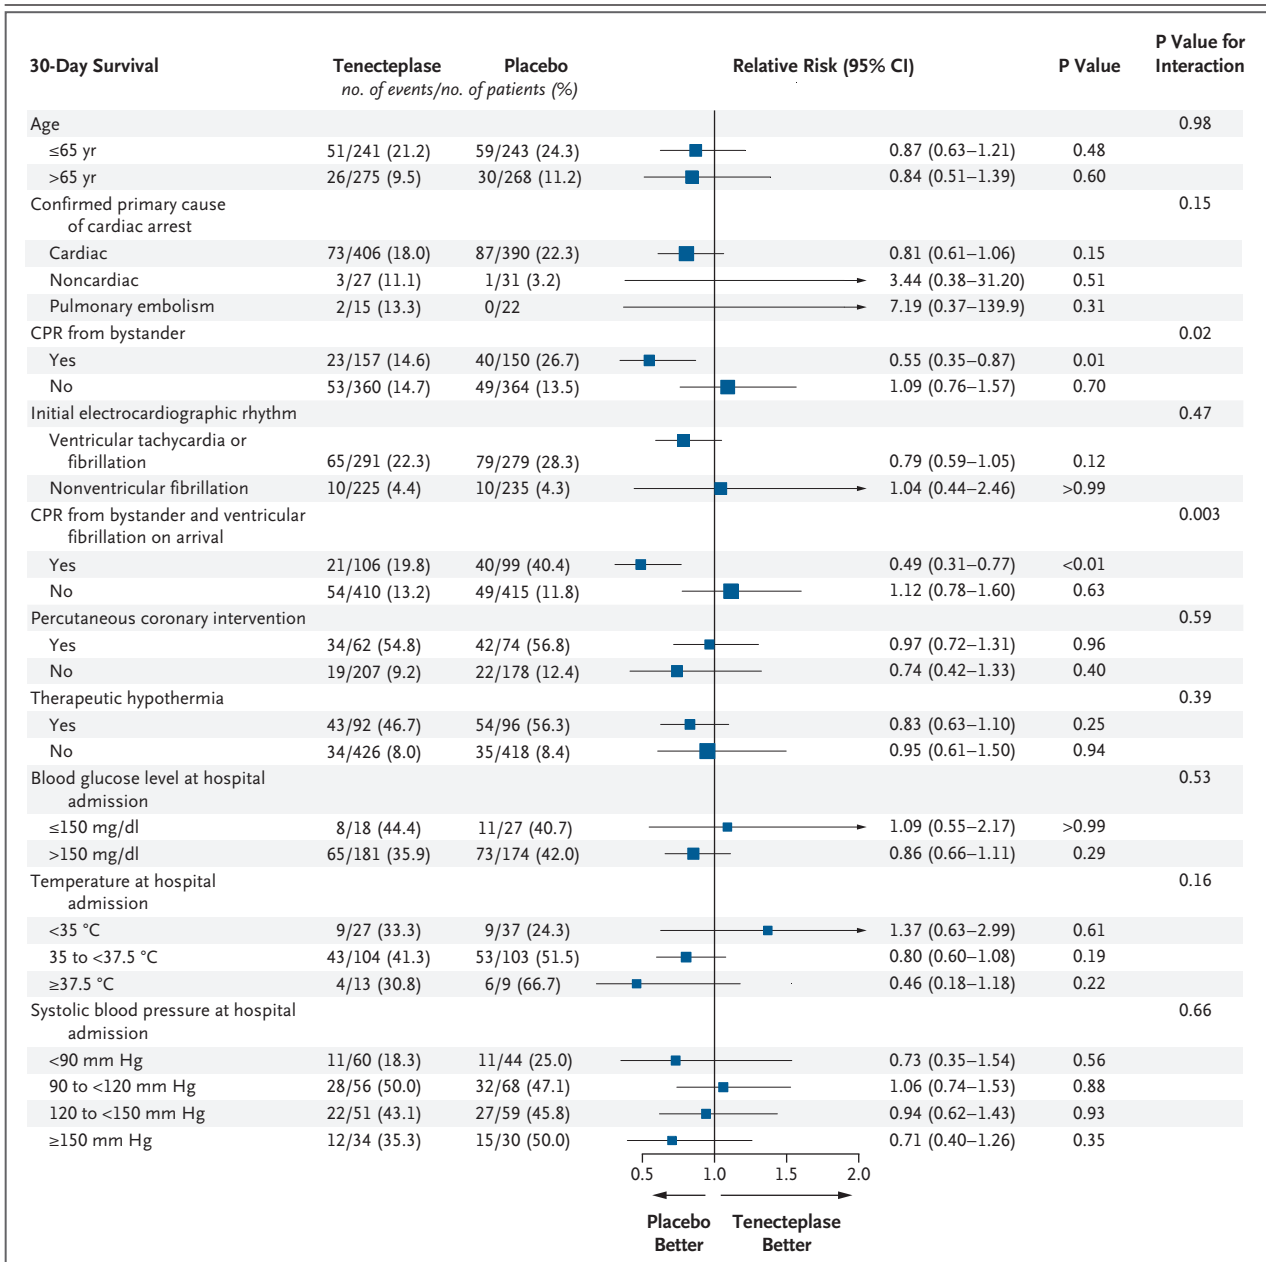 P Value for
30-Day Survival Tenecteplase Placebo Relative Risk (95% CI) P Value Interaction
no. of events/no. of patients (%)
Age 0.98
≤65 yr 51/241 (21.2) 59/243 (24.3) 0.87 (0.63–1.21) 0.48
>65 yr 26/275 (9.5) 30/268 (11.2) 0.84 (0.51–1.39) 0.60
Confirmed primary cause 0.15
of cardiac arrest
Cardiac 73/406 (18.0) 87/390 (22.3) 0.81 (0.61–1.06) 0.15
Noncardiac 3/27 (11.1) 1/31 (3.2) 3.44 (0.38–31.20) 0.51
Pulmonary embolism 2/15 (13.3) 0/22 7.19 (0.37–139.9) 0.31
CPR from bystander 0.02
Yes 23/157 (14.6) 40/150 (26.7) 0.55 (0.35–0.87) 0.01
No 53/360 (14.7) 49/364 (13.5) 1.09 (0.76–1.57) 0.70
Initial electrocardiographic rhythm 0.47
Ventricular tachycardia or
fibrillation 65/291 (22.3) 79/279 (28.3) 0.79 (0.59–1.05) 0.12
Nonventricular fibrillation 10/225 (4.4) 10/235 (4.3) 1.04 (0.44–2.46) >0.99
CPR from bystander and ventricular 0.003
fibrillation on arrival
Yes 21/106 (19.8) 40/99 (40.4) 0.49 (0.31–0.77) <0.01
No 54/410 (13.2) 49/415 (11.8) 1.12 (0.78–1.60) 0.63
Percutaneous coronary intervention 0.59
Yes 34/62 (54.8) 42/74 (56.8) 0.97 (0.72–1.31) 0.96
No 19/207 (9.2) 22/178 (12.4) 0.74 (0.42–1.33) 0.40
Therapeutic hypothermia 0.39
Yes 43/92 (46.7) 54/96 (56.3) 0.83 (0.63–1.10) 0.25
No 34/426 (8.0) 35/418 (8.4) 0.95 (0.61–1.50) 0.94
Blood glucose level at hospital 0.53
admission
≤150 mg/dl 8/18 (44.4) 11/27 (40.7) 1.09 (0.55–2.17) >0.99
>150 mg/dl 65/181 (35.9) 73/174 (42.0) 0.86 (0.66–1.11) 0.29
Temperature at hospital 0.16
admission
<35 °C 9/27 (33.3) 9/37 (24.3) 1.37 (0.63–2.99) 0.61
35 to <37.5 °C 43/104 (41.3) 53/103 (51.5) 0.80 (0.60–1.08) 0.19
≥37.5 °C 4/13 (30.8) 6/9 (66.7) 0.46 (0.18–1.18) 0.22
Systolic blood pressure at hospital 0.66
admission
<90 mm Hg 11/60 (18.3) 11/44 (25.0) 0.73 (0.35–1.54) 0.56
90 to <120 mm Hg 28/56 (50.0) 32/68 (47.1) 1.06 (0.74–1.53) 0.88
120 to <150 mm Hg 22/51 (43.1) 27/59 (45.8) 0.94 (0.62–1.43) 0.93
≥150 mm Hg 12/34 (35.3) 15/30 (50.0) 0.71 (0.40–1.26) 0.35
0.5 1.0 1.5 2.0
Placebo Tenecteplase
Better Better